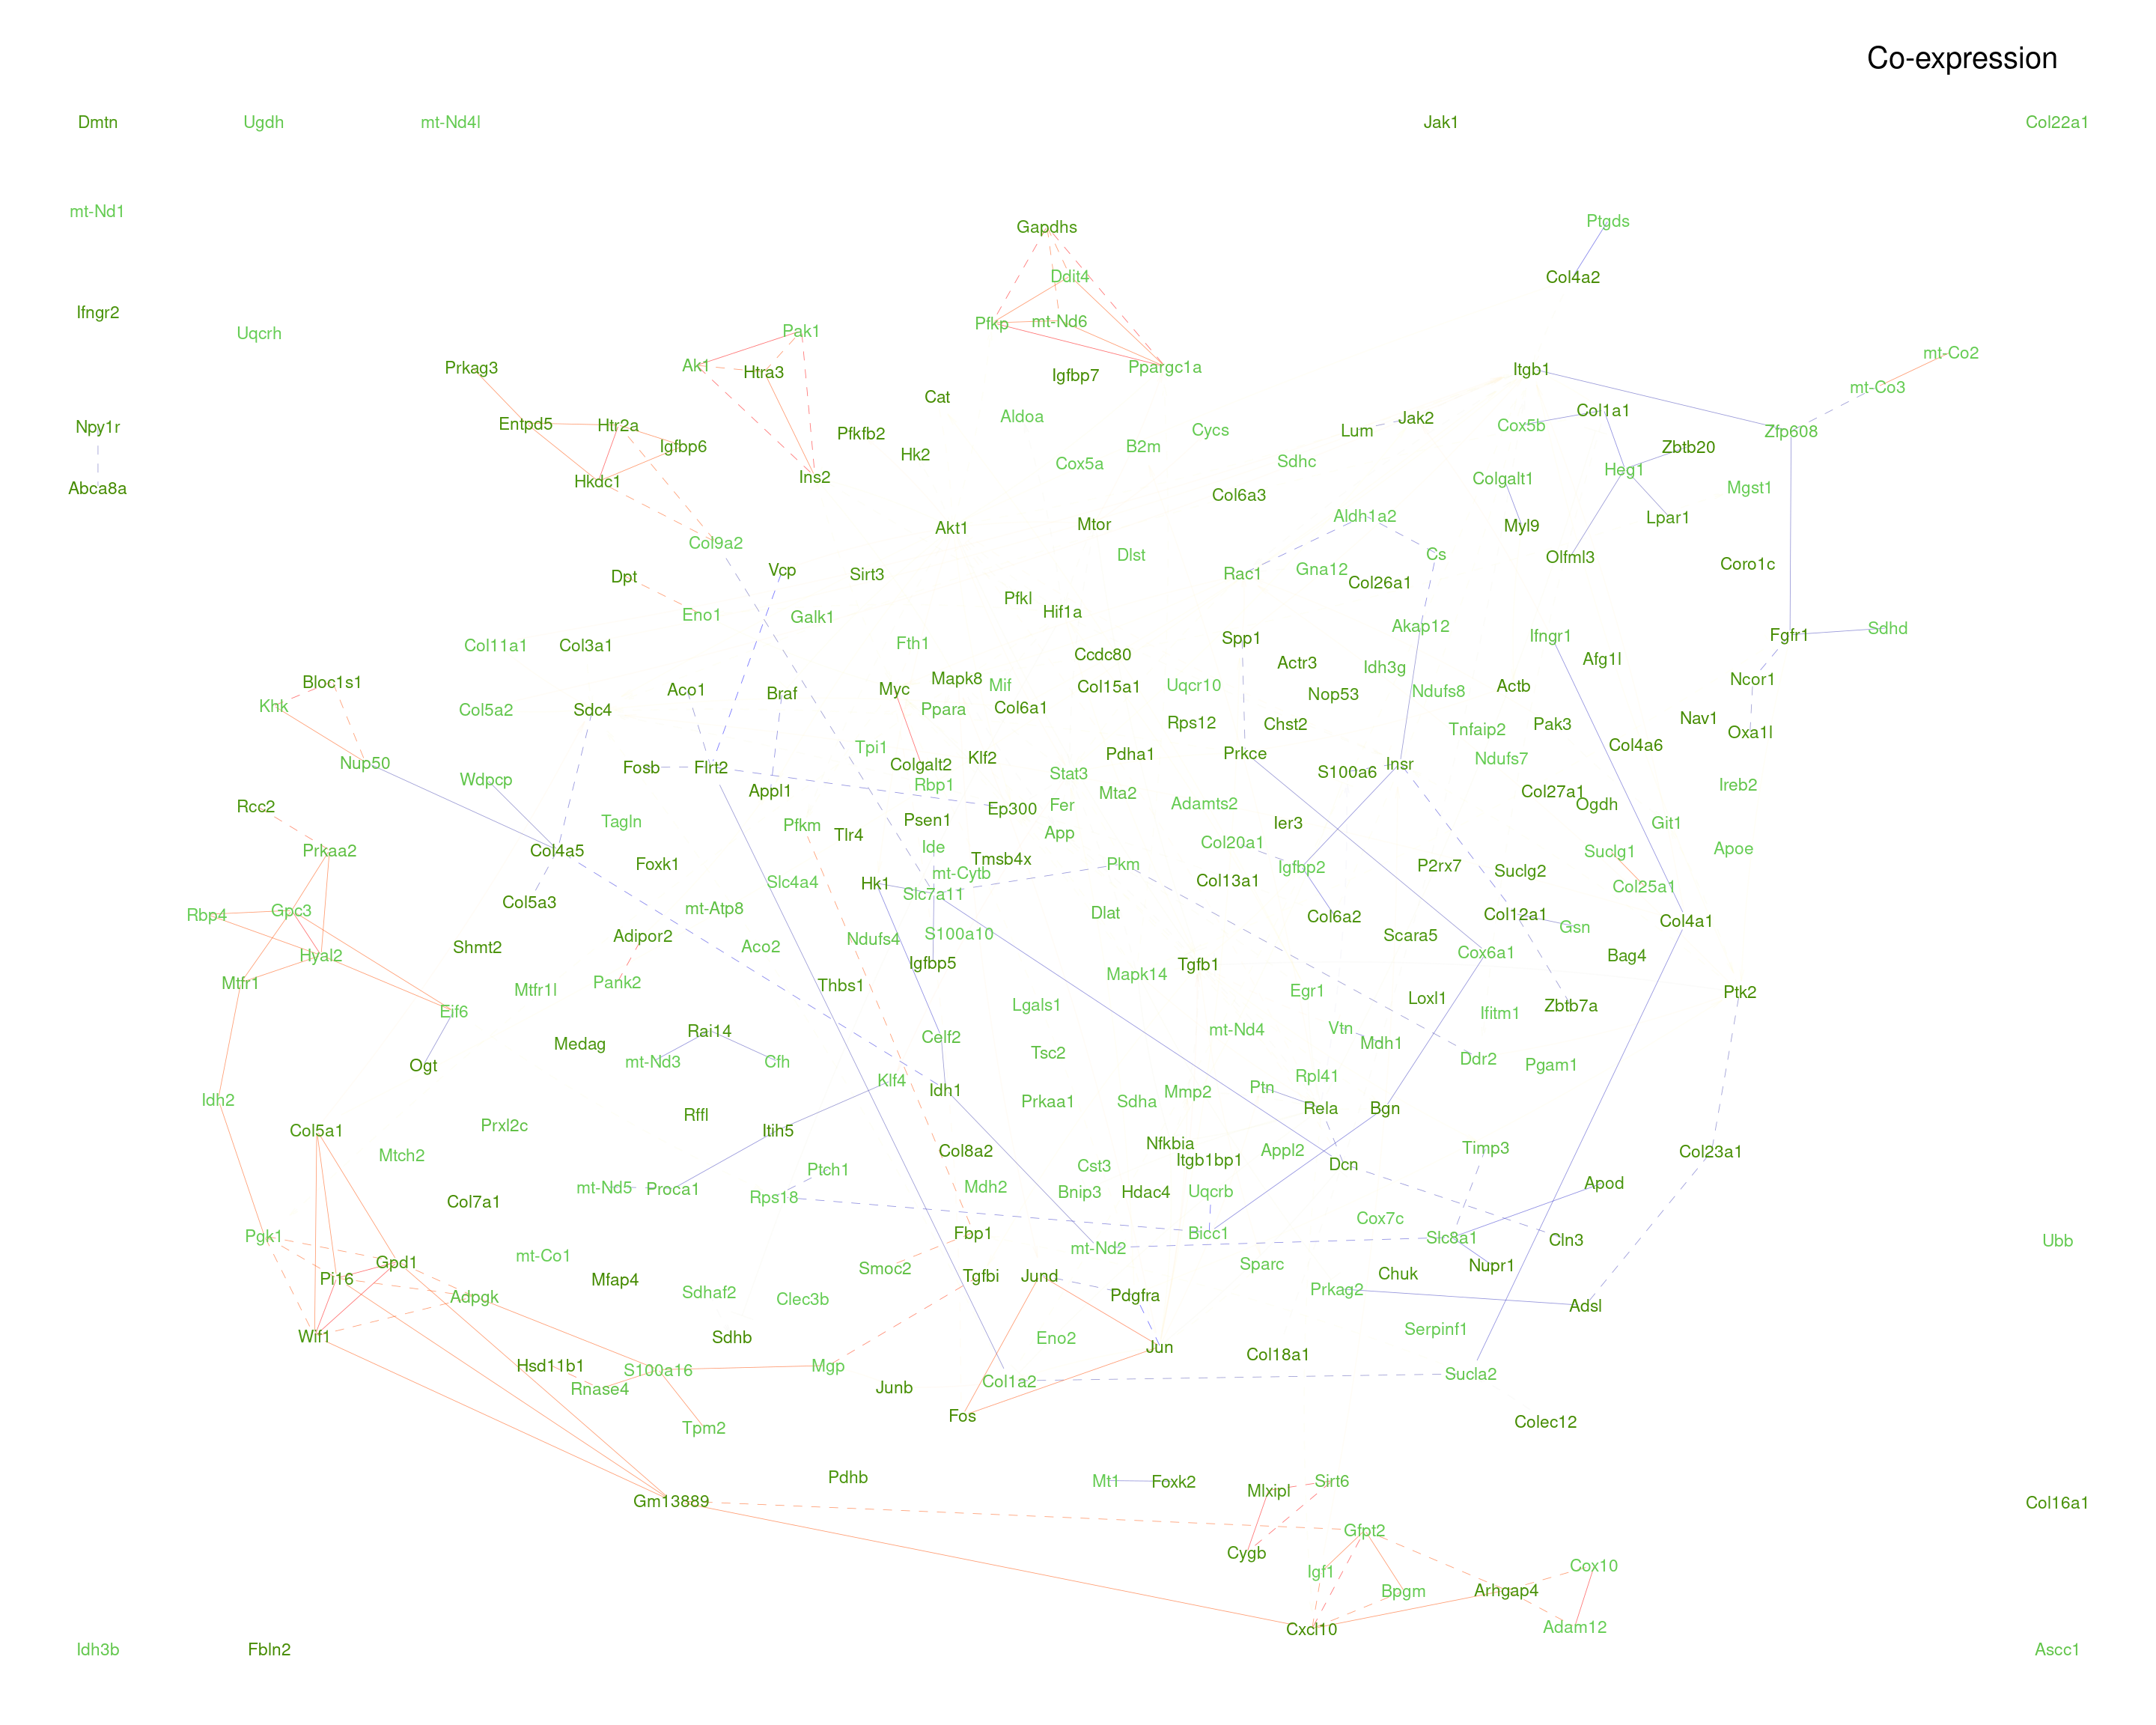 Co-expression
Dmtn Ugdh mt-Nd4l Jak1 Col22a1
mt-Nd1
Ptgds
Gapdhs
Ddit4 Col4a2
Ifngr2
Pfkp mt-Nd6
Uqcrh Pak1
mt-Co2
Prkag3 Ak1 Htra3 Igfbp7 Ppargc1a Itgb1
mt-Co3
Cat
Aldoa Jak2 Col1a1
Npy1r Entpd5 Htr2a Pfkfb2 Cycs Lum Cox5b Zfp608
Igfbp6 Hk2 B2m Zbtb20
Cox5a Sdhc Heg1
Abca8a Hkdc1 Ins2 Col6a3 Colgalt1 Mgst1
Akt1 Mtor Aldh1a2 Myl9 Lpar1
Col9a2 Dlst Cs Olfml3
Dpt Vcp Sirt3 Rac1 Gna12 Col26a1 Coro1c
Eno1 Galk1 Pfkl Hif1a
Col11a1 Col3a1 Fth1 Spp1 Akap12 Ifngr1 Fgfr1 Sdhd
Ccdc80 Actr3 Idh3g Afg1l
Bloc1s1 Aco1 Braf Myc Mapk8 Mif Col15a1 Uqcr10 Nop53 Ndufs8 Actb Ncor1
Khk Col5a2 Sdc4 Ppara Col6a1 Rps12 Chst2 Tnfaip2 Pak3 Nav1 Oxa1l
Nup50 Wdpcp Fosb Flrt2 Tpi1 Colgalt2 Klf2 Pdha1 Prkce S100a6 Insr Ndufs7 Col4a6
Rcc2 Appl1 Rbp1 Stat3 Mta2 Adamts2 Col27a1 Ogdh Ireb2
Tagln Pfkm Tlr4 Psen1 Ep300 Fer App Ier3 Git1
Prkaa2 Col4a5 Foxk1 Ide Tmsb4x Pkm Col20a1 Igfbp2 P2rx7 Suclg2 Suclg1 Apoe
Slc4a4 Hk1 mt-Cytb Slc7a11 Col13a1 Col25a1
Rbp4 Gpc3 Col5a3 mt-Atp8 Dlat Col6a2 Col12a1 Gsn Col4a1
Hyal2 Shmt2 Adipor2 Aco2 Ndufs4 S100a10 Scara5 Cox6a1 Bag4
Mtfr1 Mtfr1l Pank2 Thbs1 Igfbp5 Mapk14 Tgfb1 Egr1 Loxl1 Ptk2
Eif6 Lgals1 Ifitm1 Zbtb7a
Medag Rai14 Celf2 mt-Nd4 Vtn Mdh1
Ogt mt-Nd3 Cfh Tsc2 Ddr2 Pgam1
Idh2 Klf4 Idh1 Prkaa1 Sdha Mmp2 Ptn Rpl41
Col5a1 Prxl2c Rffl Itih5 Rela Bgn
Mtch2 Col8a2 Nfkbia Itgb1bp1 Appl2 Dcn Timp3 Col23a1
Col7a1 mt-Nd5 Proca1 Rps18 Ptch1 Mdh2 Cst3 Bnip3 Hdac4 Uqcrb Apod
Pgk1 Fbp1 mt-Nd2 Bicc1 Cox7c Slc8a1 Cln3 Ubb
Pi16 Gpd1 mt-Co1 Mfap4 Smoc2 Tgfbi Jund Sparc Chuk Nupr1
Adpgk Sdhaf2 Clec3b Pdgfra Prkag2 Adsl
Wif1 Sdhb Eno2 Jun Serpinf1
Hsd11b1 S100a16 Mgp Col18a1
Rnase4 Junb Col1a2 Sucla2
Tpm2 Fos Colec12
Pdhb Mt1 Foxk2 Mlxipl Sirt6
Gm13889 Col16a1
Cygb Gfpt2
Igf1 Bpgm Arhgap4 Cox10
Cxcl10 Adam12
Idh3b Fbln2 Ascc1